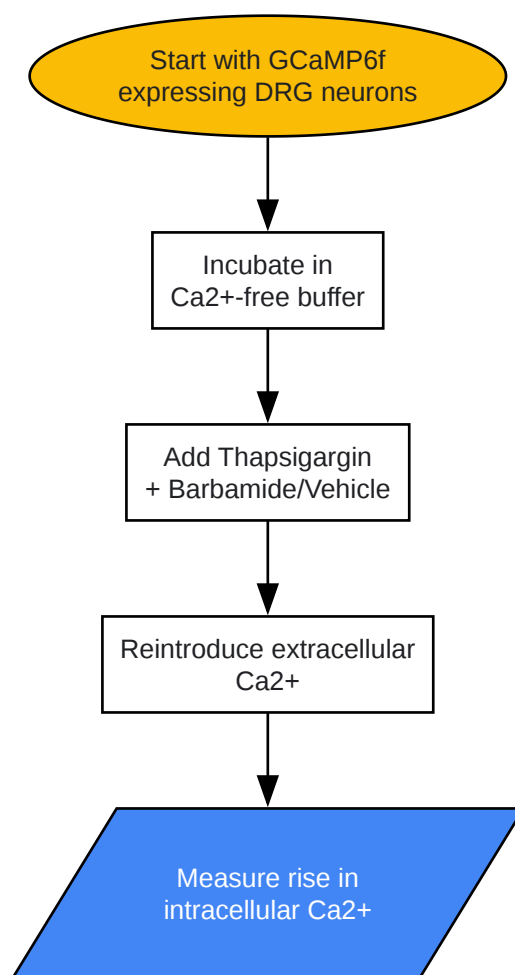 Start with GCaMP6f
expressing DRG neurons
Incubate in
Ca2+-free buffer
Add Thapsigargin
+ Barbamide/Vehicle
Reintroduce extracellular
Ca2+
Measure rise in
intracellular Ca2+